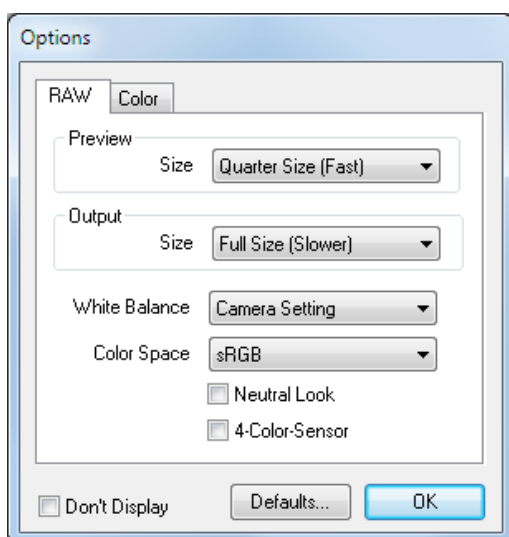 Options
RAW Color
Preview
Size Quarter Size (Fast)
Output
Size Full Size (Slower)
White Balance Camera Setting
Color Space sRGB
Neutral Look
4-Color-Sensor
Don't Display Defaults... OK